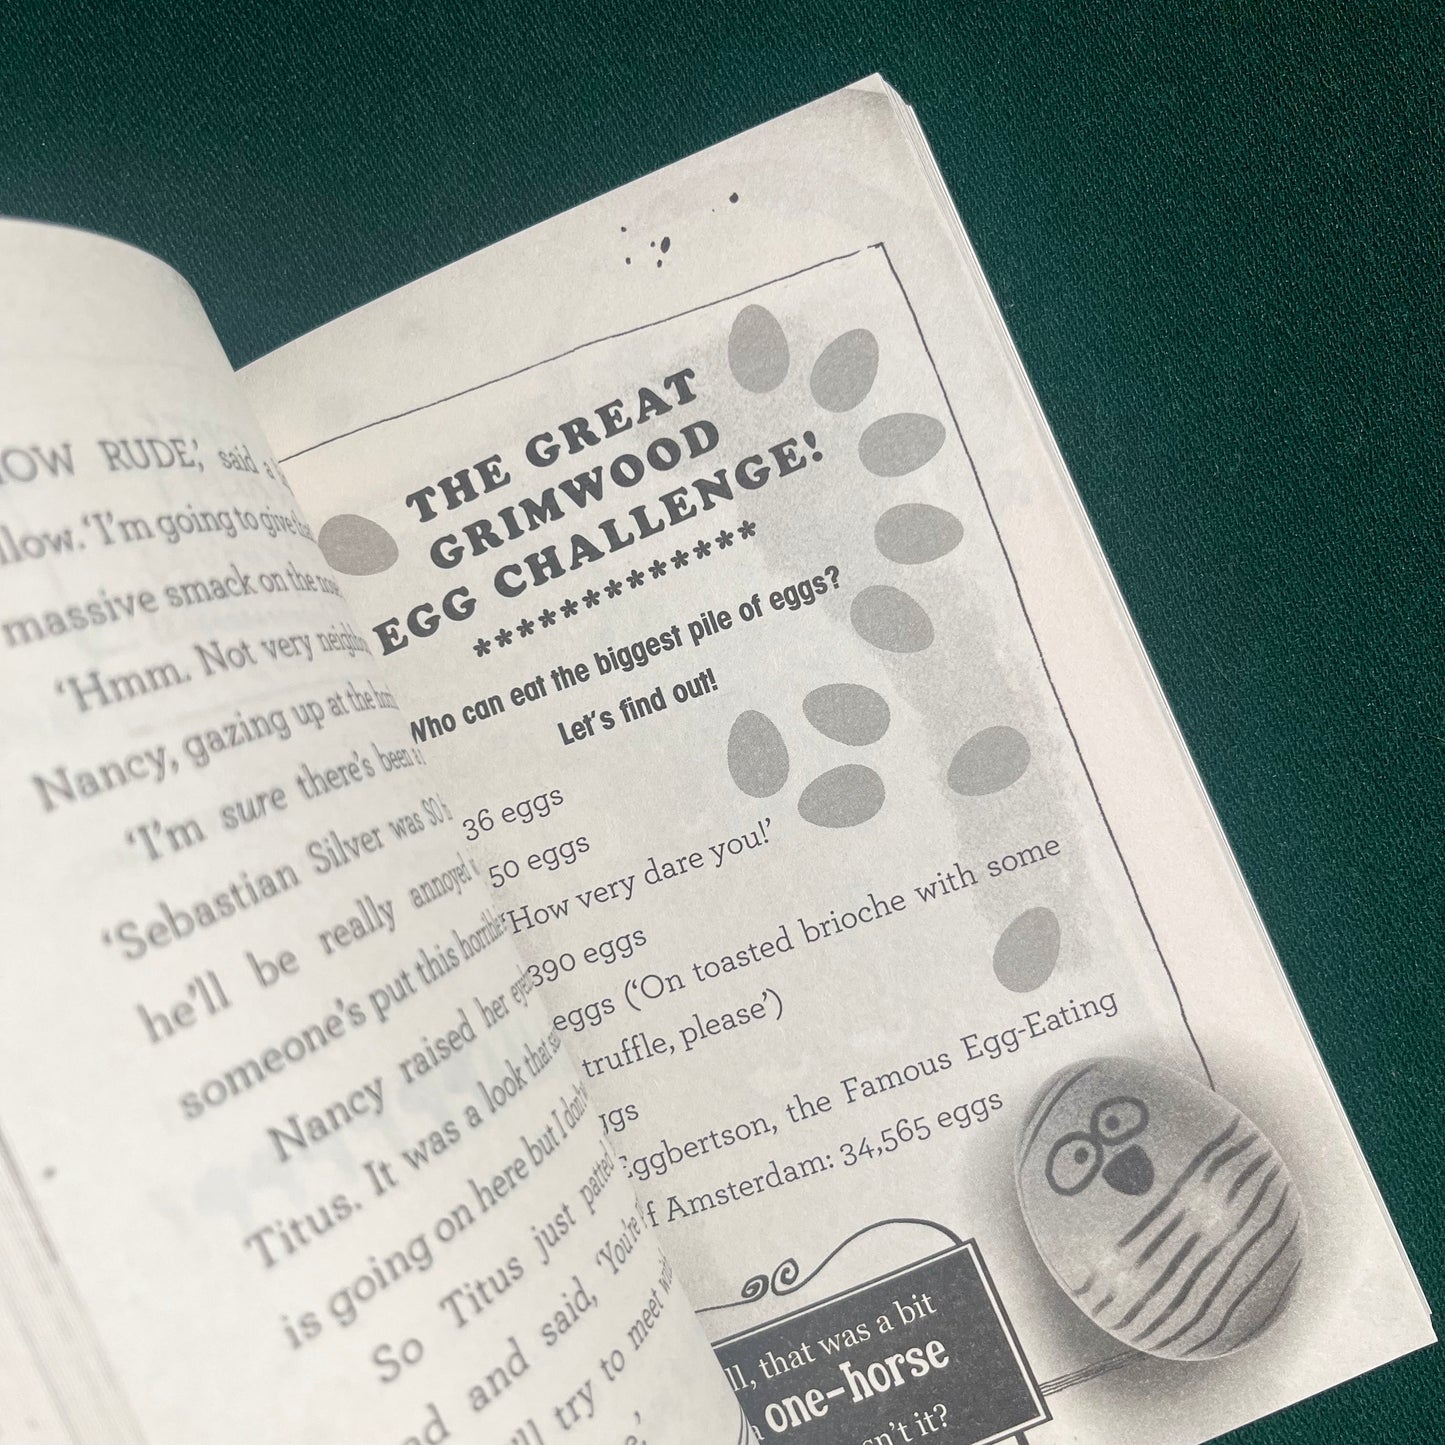 RUDE’, said a
‘I’m going to give
massive smack on the
‘Hmm. Not very
Nancy, gazing up at the
‘I’m sure there’s been
‘Sebastian Silver was SO
he’ll be really annoyed
someone’s put this horrible
Nancy raised her
Titus. It was a look that
is going on here but I don’t
So Titus just patted
and said, ‘You’re
try to meet
THE GREAT
GRIMWOOD
EGG CHALLENGE!
*************
Who can eat the biggest pile of eggs?
Let’s find out!
36 eggs
50 eggs
‘How very dare you!’
390 eggs
eggs (‘On toasted brioche with some
truffle, please’)
Eggbertson, the Famous Egg-Eating
Amsterdam: 34,565 eggs
that was a bit
one-horse
it?